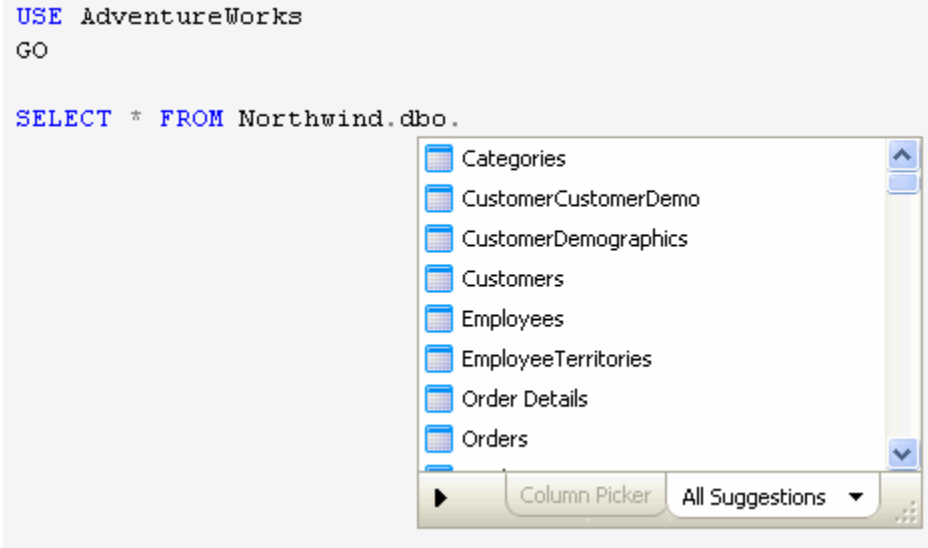 USE AdventureWorks
GO
SELECT * FROM Northwind.dbo.
Categories
CustomerCustomerDemo
CustomerDemographics
Customers
Employees
EmployeeTerritories
Order Details
Orders
Column Picker All Suggestions